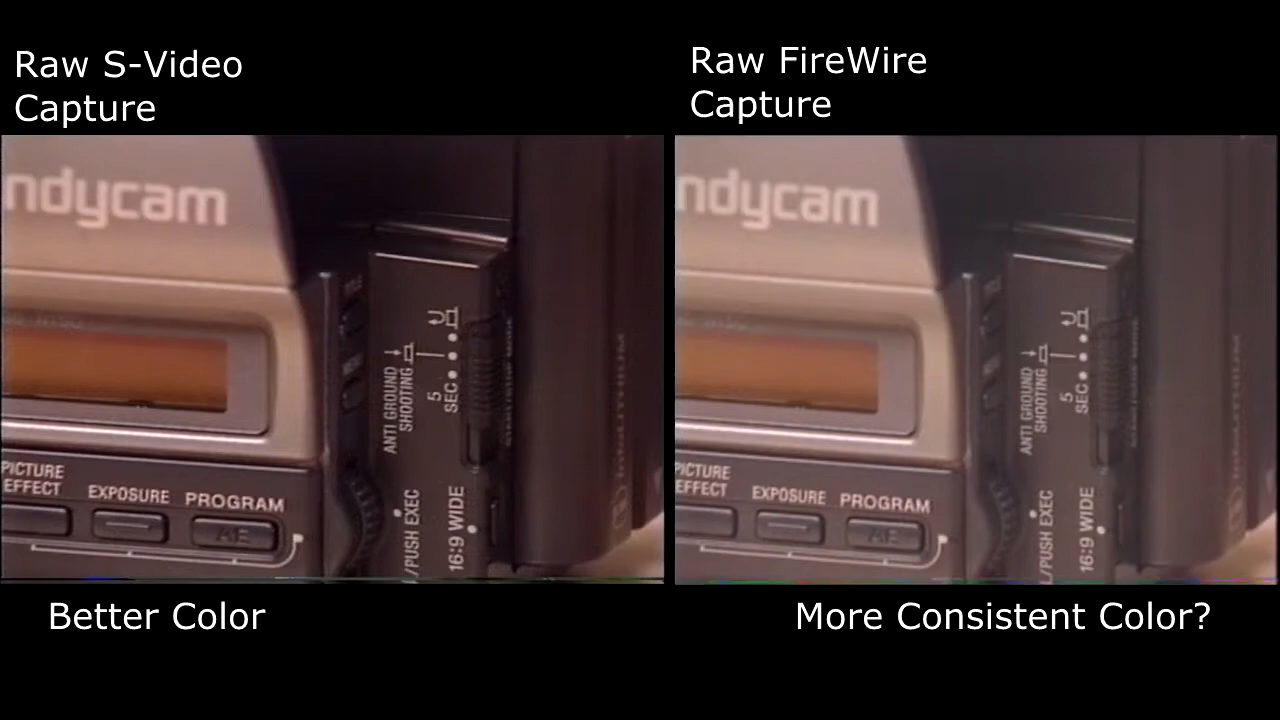 Raw S-Video
Capture
Raw FireWire
Capture
ndycam
PICTURE
EFFECT
EXPOSURE
PROGRAM
AE
ANTI GROUND
SHOOTING
5
SEC
L/PUSH EXEC
16:9 WIDE
ndycam
PICTURE
EFFECT
EXPOSURE
PROGRAM
AE
ANTI GROUND
SHOOTING
5
SEC
L/PUSH EXEC
16:9 WIDE
Better Color
More Consistent Color?